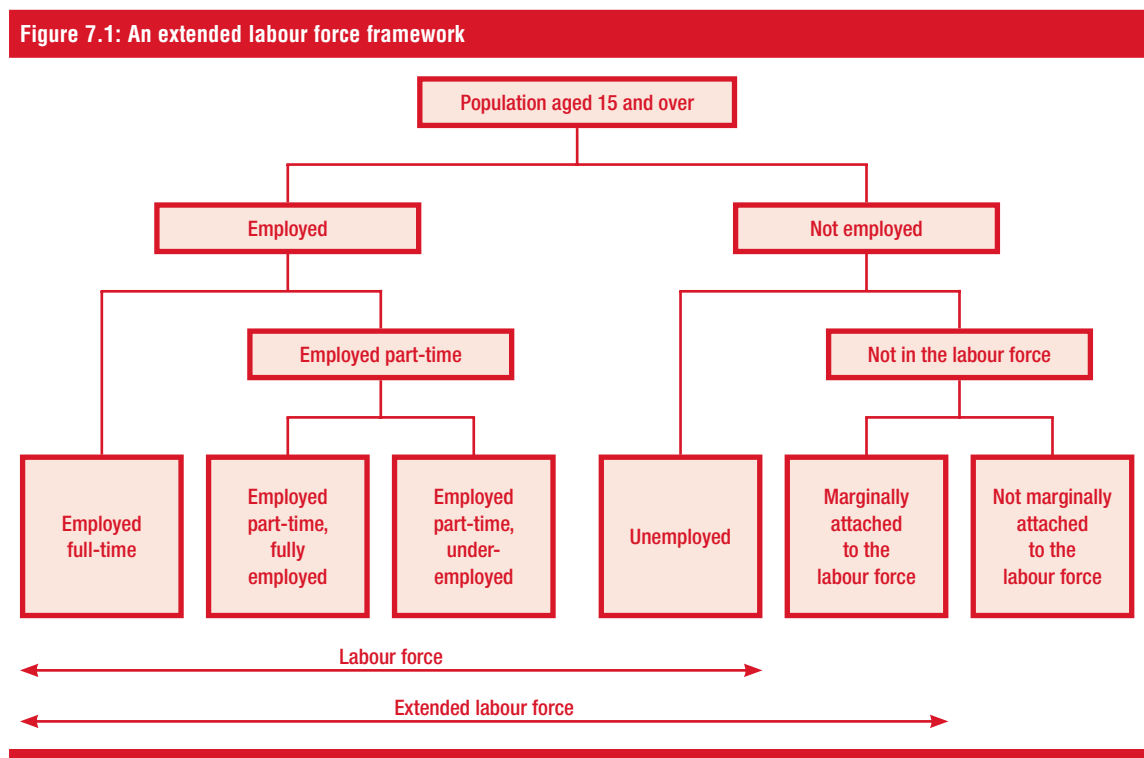 Figure 7.1: An extended labour force framework
Population aged 15 and over
Employed
Not employed
Employed part-time
Not in the labour force
Employed
full-time
Employed
part-time,
fully
employed
Employed
part-time,
under-
employed
Unemployed
Marginally
attached
to the
labour force
Not marginally
attached
to the
labour force
Labour force
Extended labour force